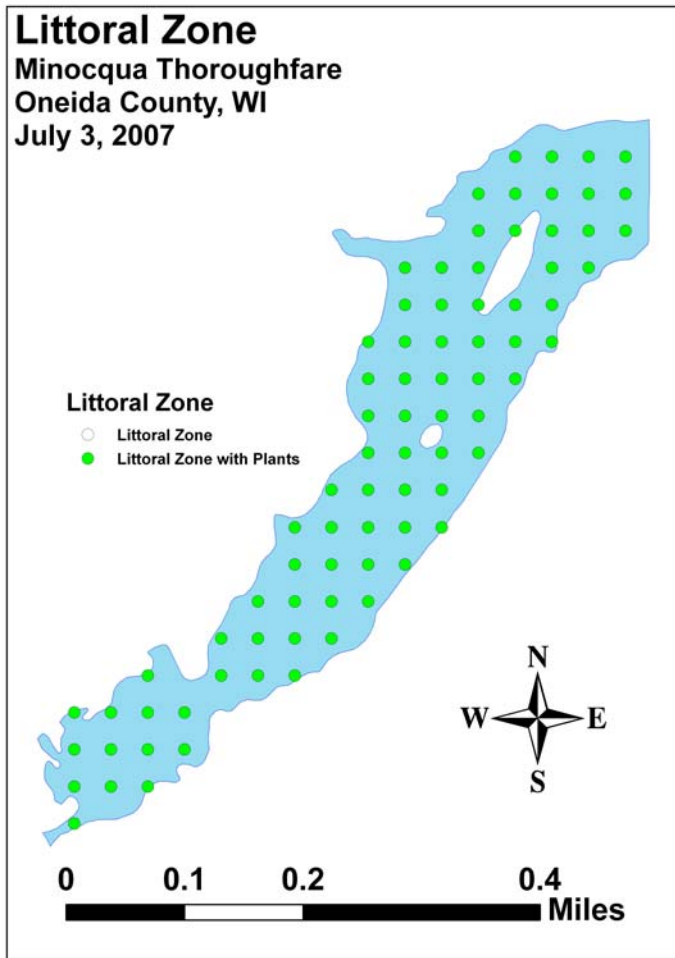 Littoral Zone
Minocqua Thoroughfare
Oneida County, WI
July 3, 2007
Littoral Zone
Littoral Zone
Littoral Zone with Plants
N
W E
S
0 0.1 0.2 0.4
Miles